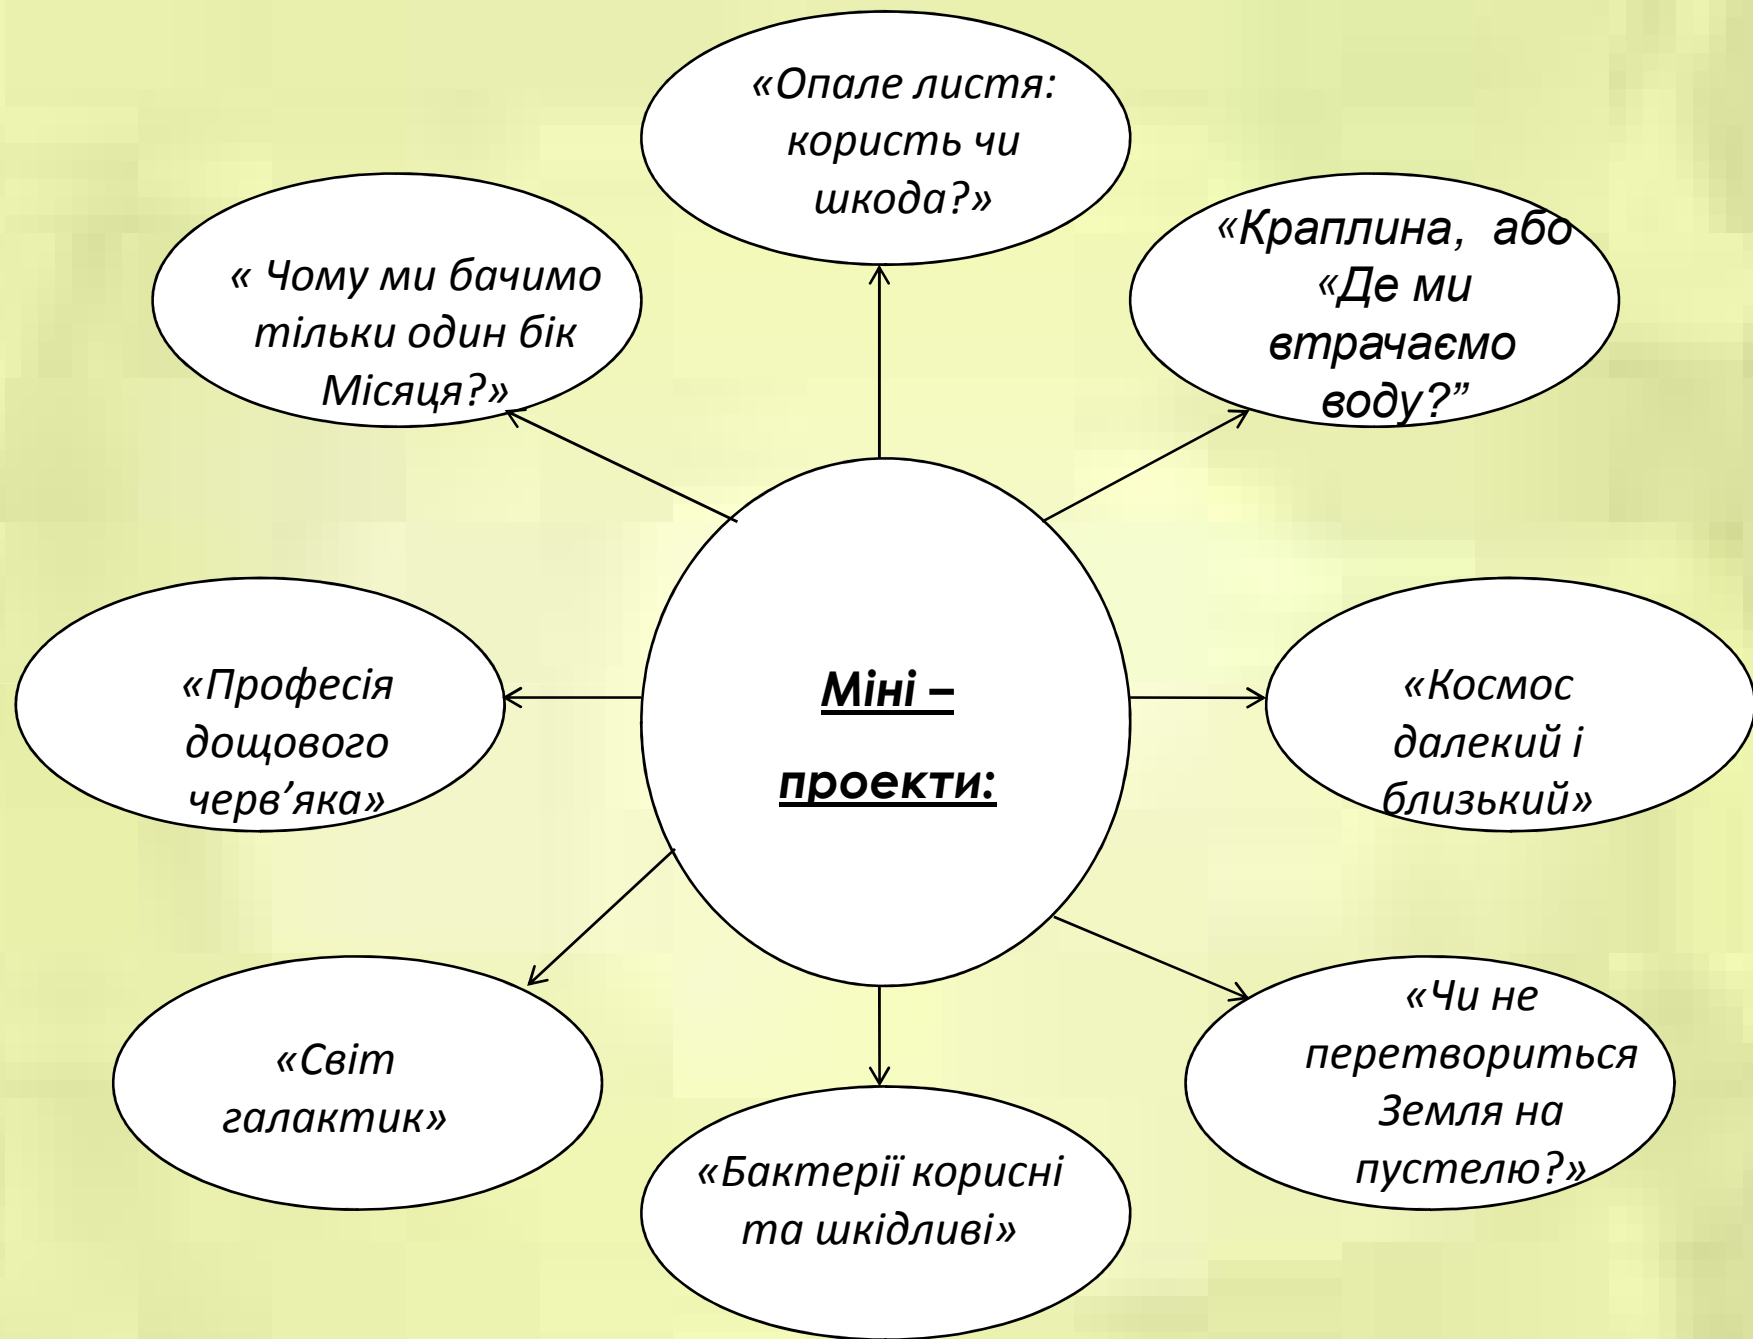 «Опале листя:
користь чи
шкода?»
« Чому ми бачимо
тільки один бік
Місяця?»
«Краплина, або
«Де ми
втрачаємо
воду?”
Міні –
проекти:
«Професія
дощового
черв’яка»
«Космос
далекий і
близький»
«Світ
галактик»
«Чи не
перетвориться
Земля на
пустелю?»
«Бактерії корисні
та шкідливі»